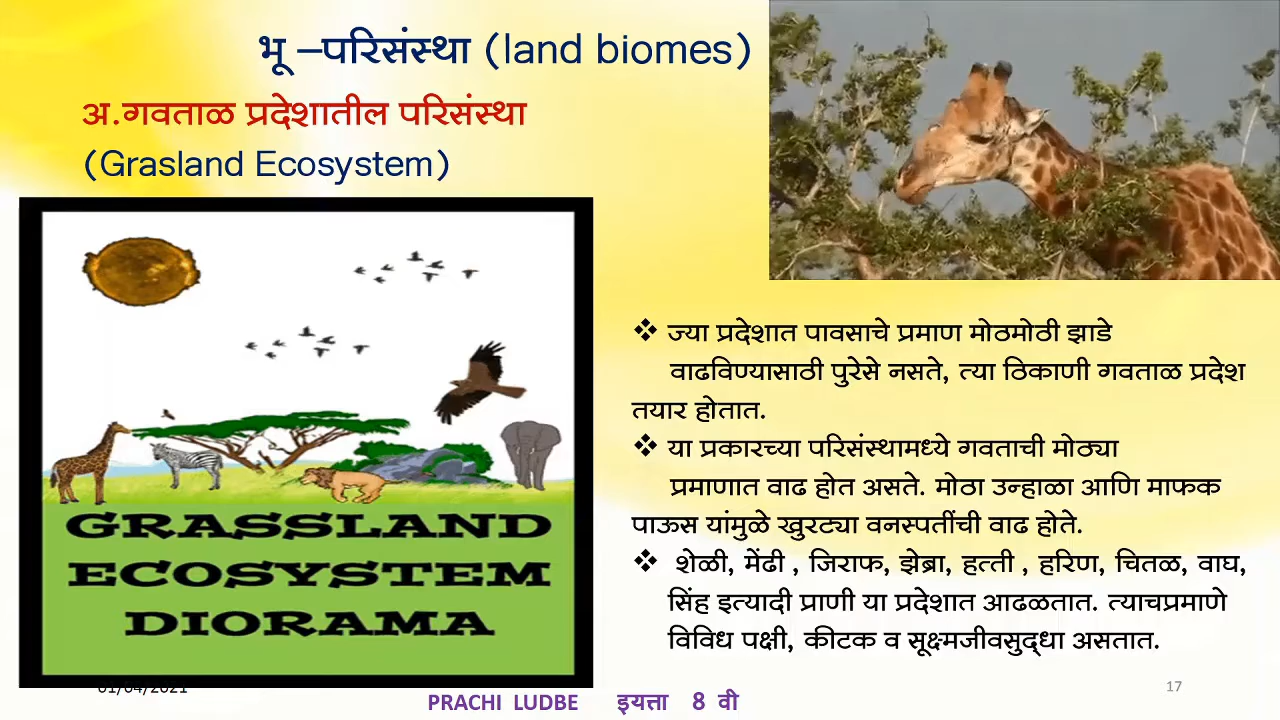 भू –परिसंस्था (land biomes)
अ.गवताळ प्रदेशातील परिसंस्था
(Grasland Ecosystem)
GRASSLAND
ECOSYSTEM
DIORAMA
❖ ज्या प्रदेशात पावसाचे प्रमाण मोठमोठी झाडे
वाढविण्यासाठी पुरेसे नसते, त्या ठिकाणी गवताळ प्रदेश
तयार होतात.
❖ या प्रकारच्या परिसंस्थामध्ये गवताची मोठ्या
प्रमाणात वाढ होत असते. मोठा उन्हाळा आणि माफक
पाऊस यांमुळे खुरट्या वनस्पतींची वाढ होते.
❖ शेळी, मेंढी , जिराफ, झेब्रा, हत्ती , हरिण, चितळ, वाघ,
सिंह इत्यादी प्राणी या प्रदेशात आढळतात. त्याचप्रमाणे
विविध पक्षी, कीटक व सूक्ष्मजीवसुद्धा असतात.
01/04/2021
PRACHI LUDBE इयत्ता 8 वी
17